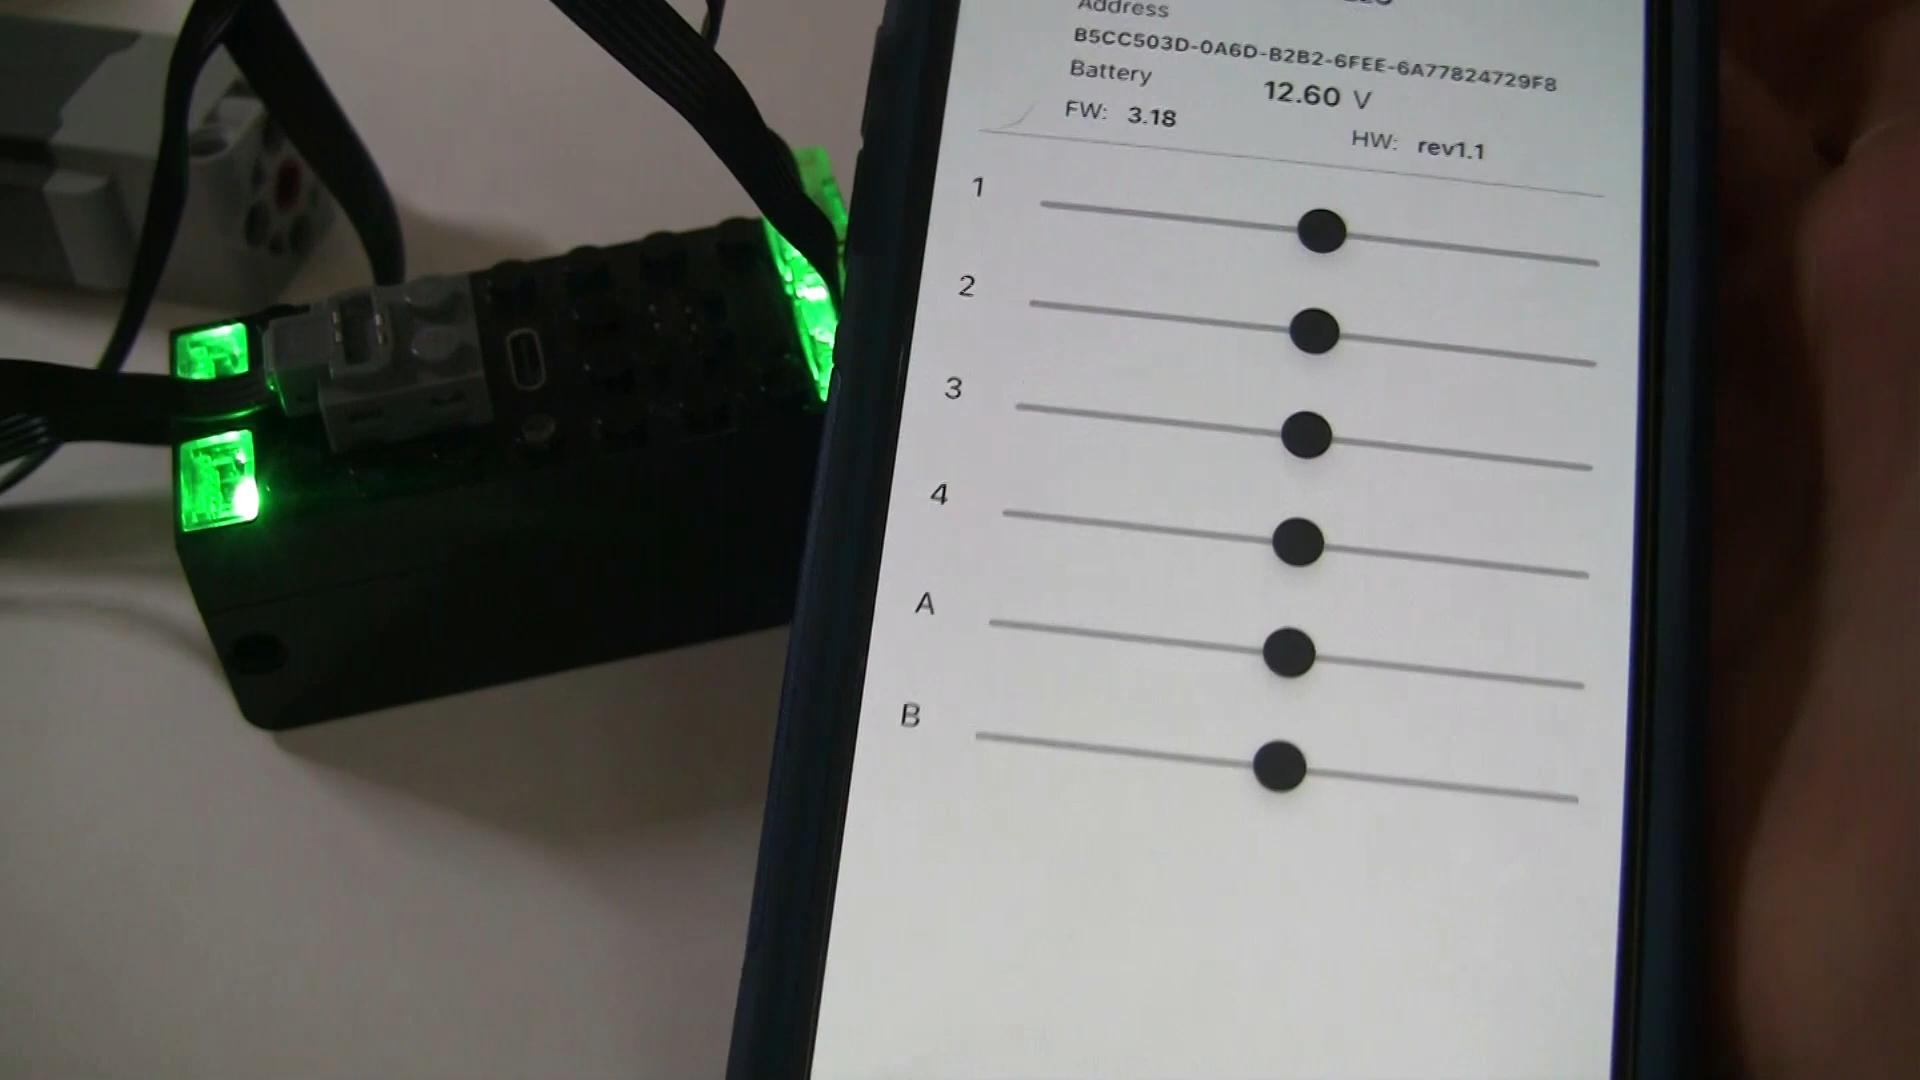 Address
B5CC503D-0A6D-B2B2-6FEE-6A77824729F8
Battery 12.60 V
FW: 3.18 HW: rev1.1
1
2
3
4
A
B